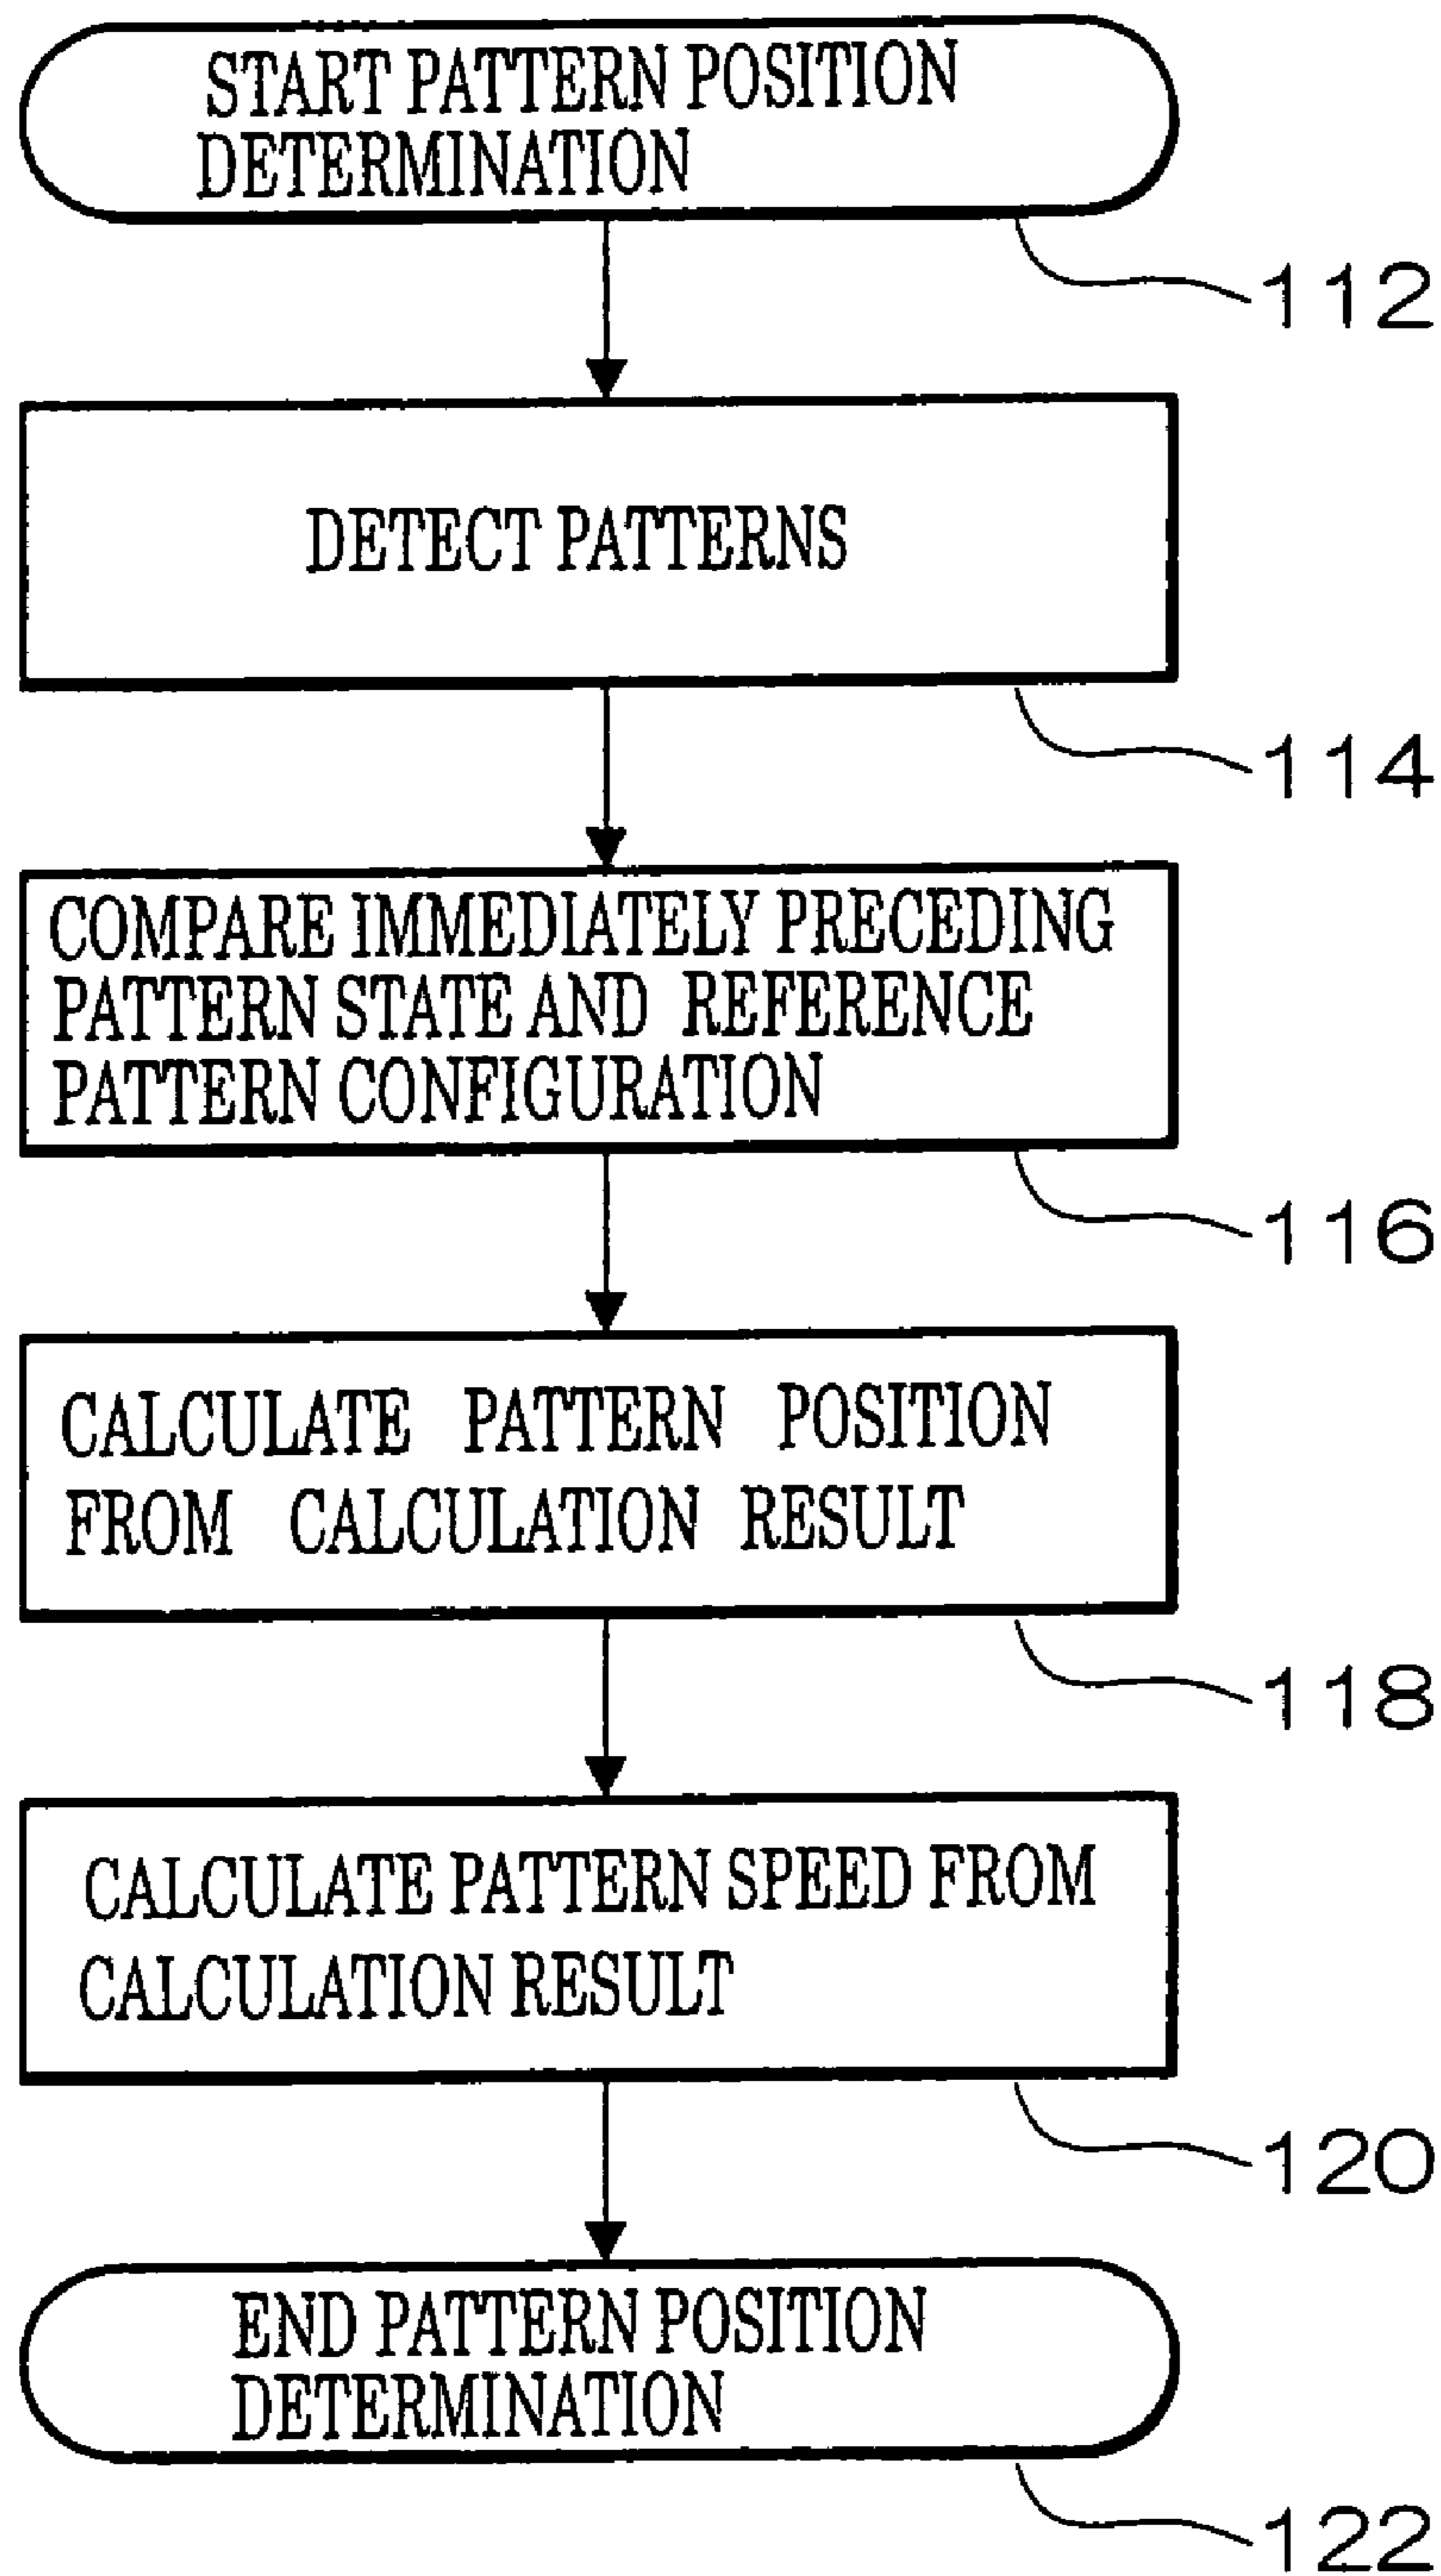 START PATTERN POSITION
DETERMINATION
112
DETECT PATTERNS
114
COMPARE IMMEDIATELY PRECEDING
PATTERN STATE AND REFERENCE
PATTERN CONFIGURATION
116
CALCULATE PATTERN POSITION
FROM CALCULATION RESULT
118
CALCULATE PATTERN SPEED FROM
CALCULATION RESULT
120
END PATTERN POSITION
DETERMINATION
122